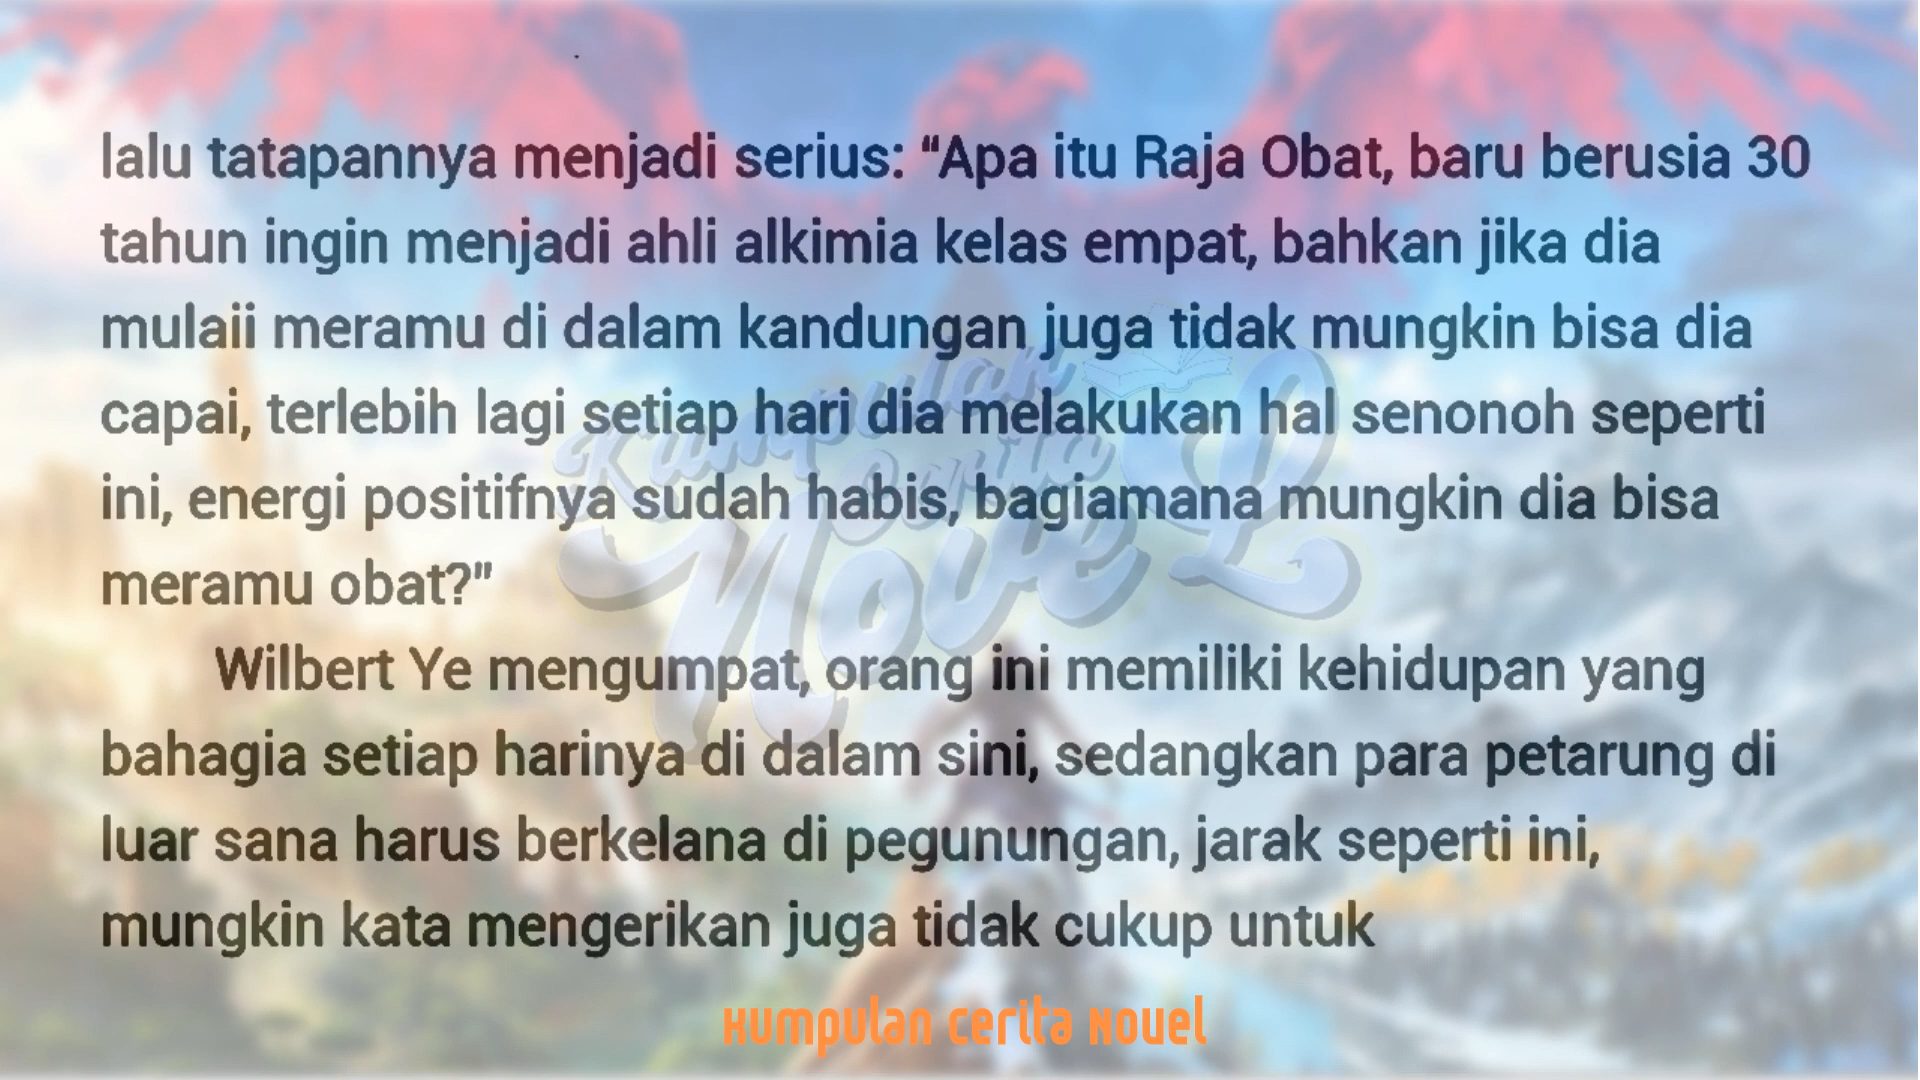 lalu tatapannya menjadi serius: “Apa itu Raja Obat, baru berusia 30
tahun ingin menjadi ahli alkimia kelas empat, bahkan jika dia
mulaii meramu di dalam kandungan juga tidak mungkin bisa dia
capai, terlebih lagi setiap hari dia melakukan hal senonoh seperti
ini, energi positifnya sudah habis, bagiamana mungkin dia bisa
meramu obat?”
Wilbert Ye mengumpat, orang ini memiliki kehidupan yang
bahagia setiap harinya di dalam sini, sedangkan para petarung di
luar sana harus berkelana di pegunungan, jarak seperti ini,
mungkin kata mengerikan juga tidak cukup untuk
Kumpulan
Cerita
Novel
Kumpulan Cerita Novel